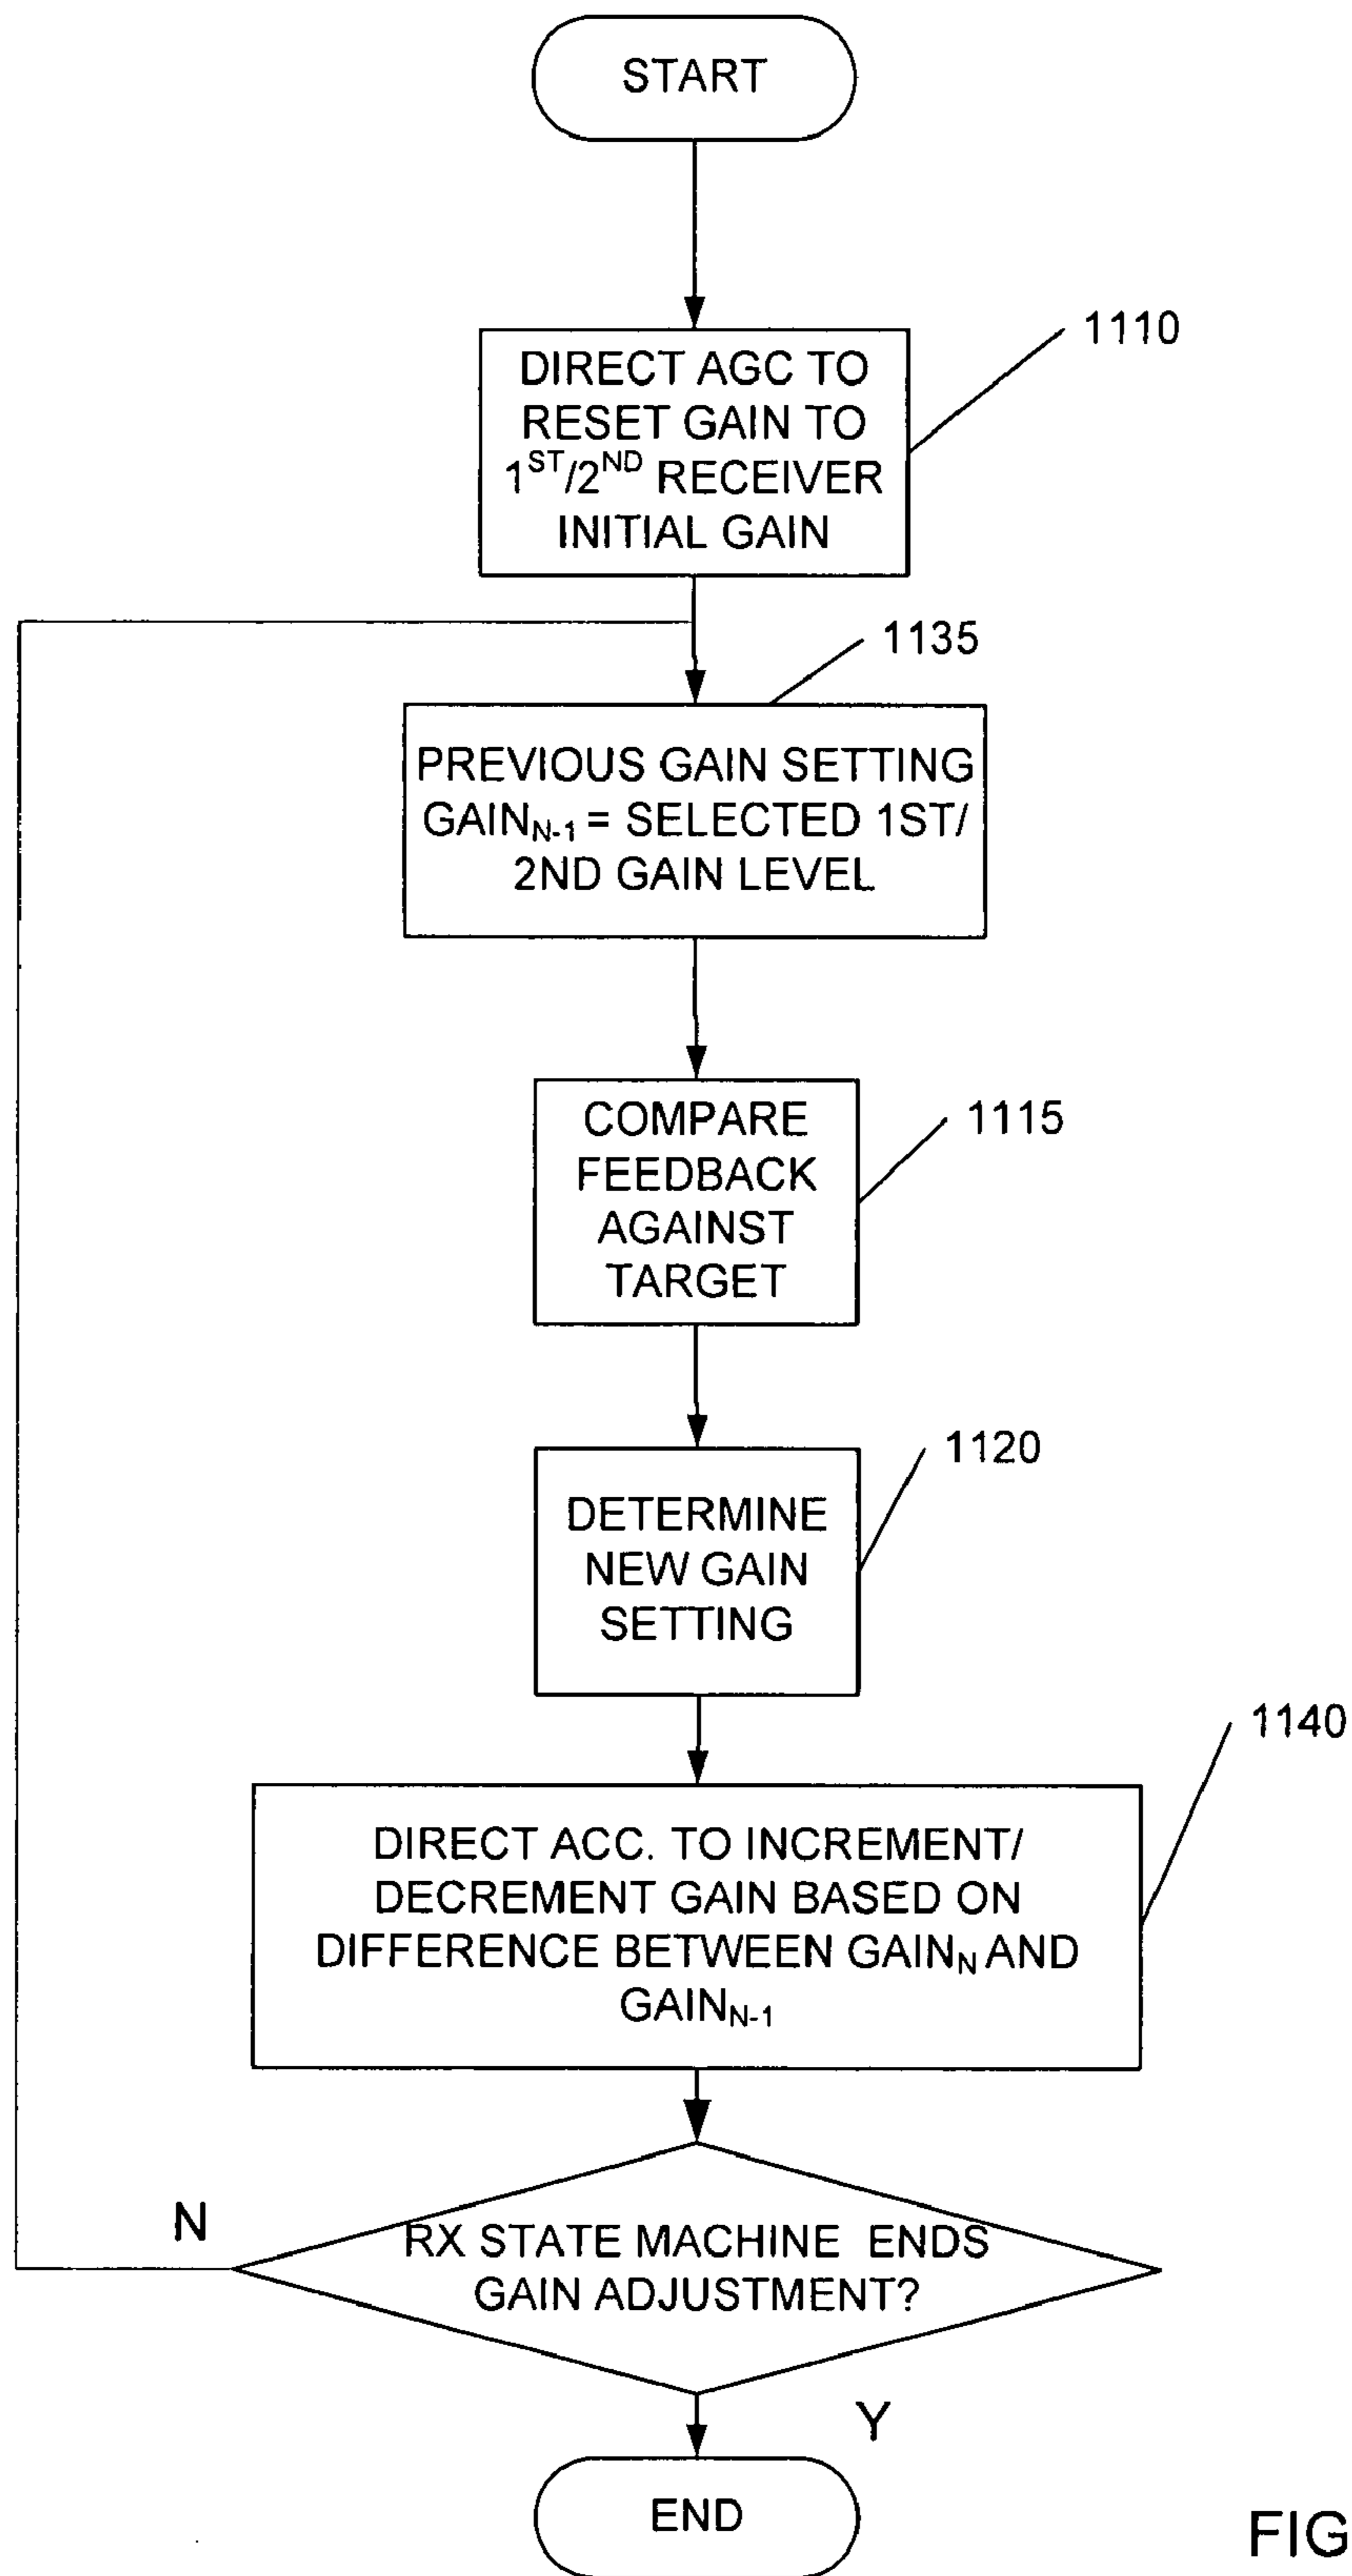 START
DIRECT AGC TO
RESET GAIN TO
1ST/2ND RECEIVER
INITIAL GAIN
1110
1135
PREVIOUS GAIN SETTING
GAINN-1 = SELECTED 1ST/
2ND GAIN LEVEL
COMPARE
FEEDBACK
AGAINST
TARGET
1115
DETERMINE
NEW GAIN
SETTING
1120
1140
DIRECT ACC. TO INCREMENT/
DECREMENT GAIN BASED ON
DIFFERENCE BETWEEN GAINN AND
GAINN-1
N
RX STATE MACHINE ENDS
GAIN ADJUSTMENT?
Y
END
FIG